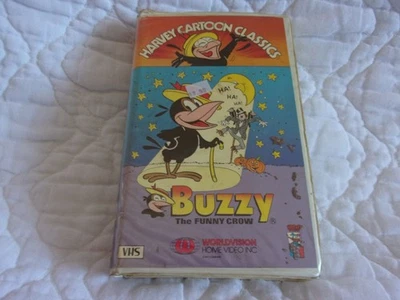 HARVEY CARTOON CLASSICS
HA!
HA!
HA!
Buzzy
The FUNNY CROW ®
VHS
WORLDVISION
HOME VIDEO INC